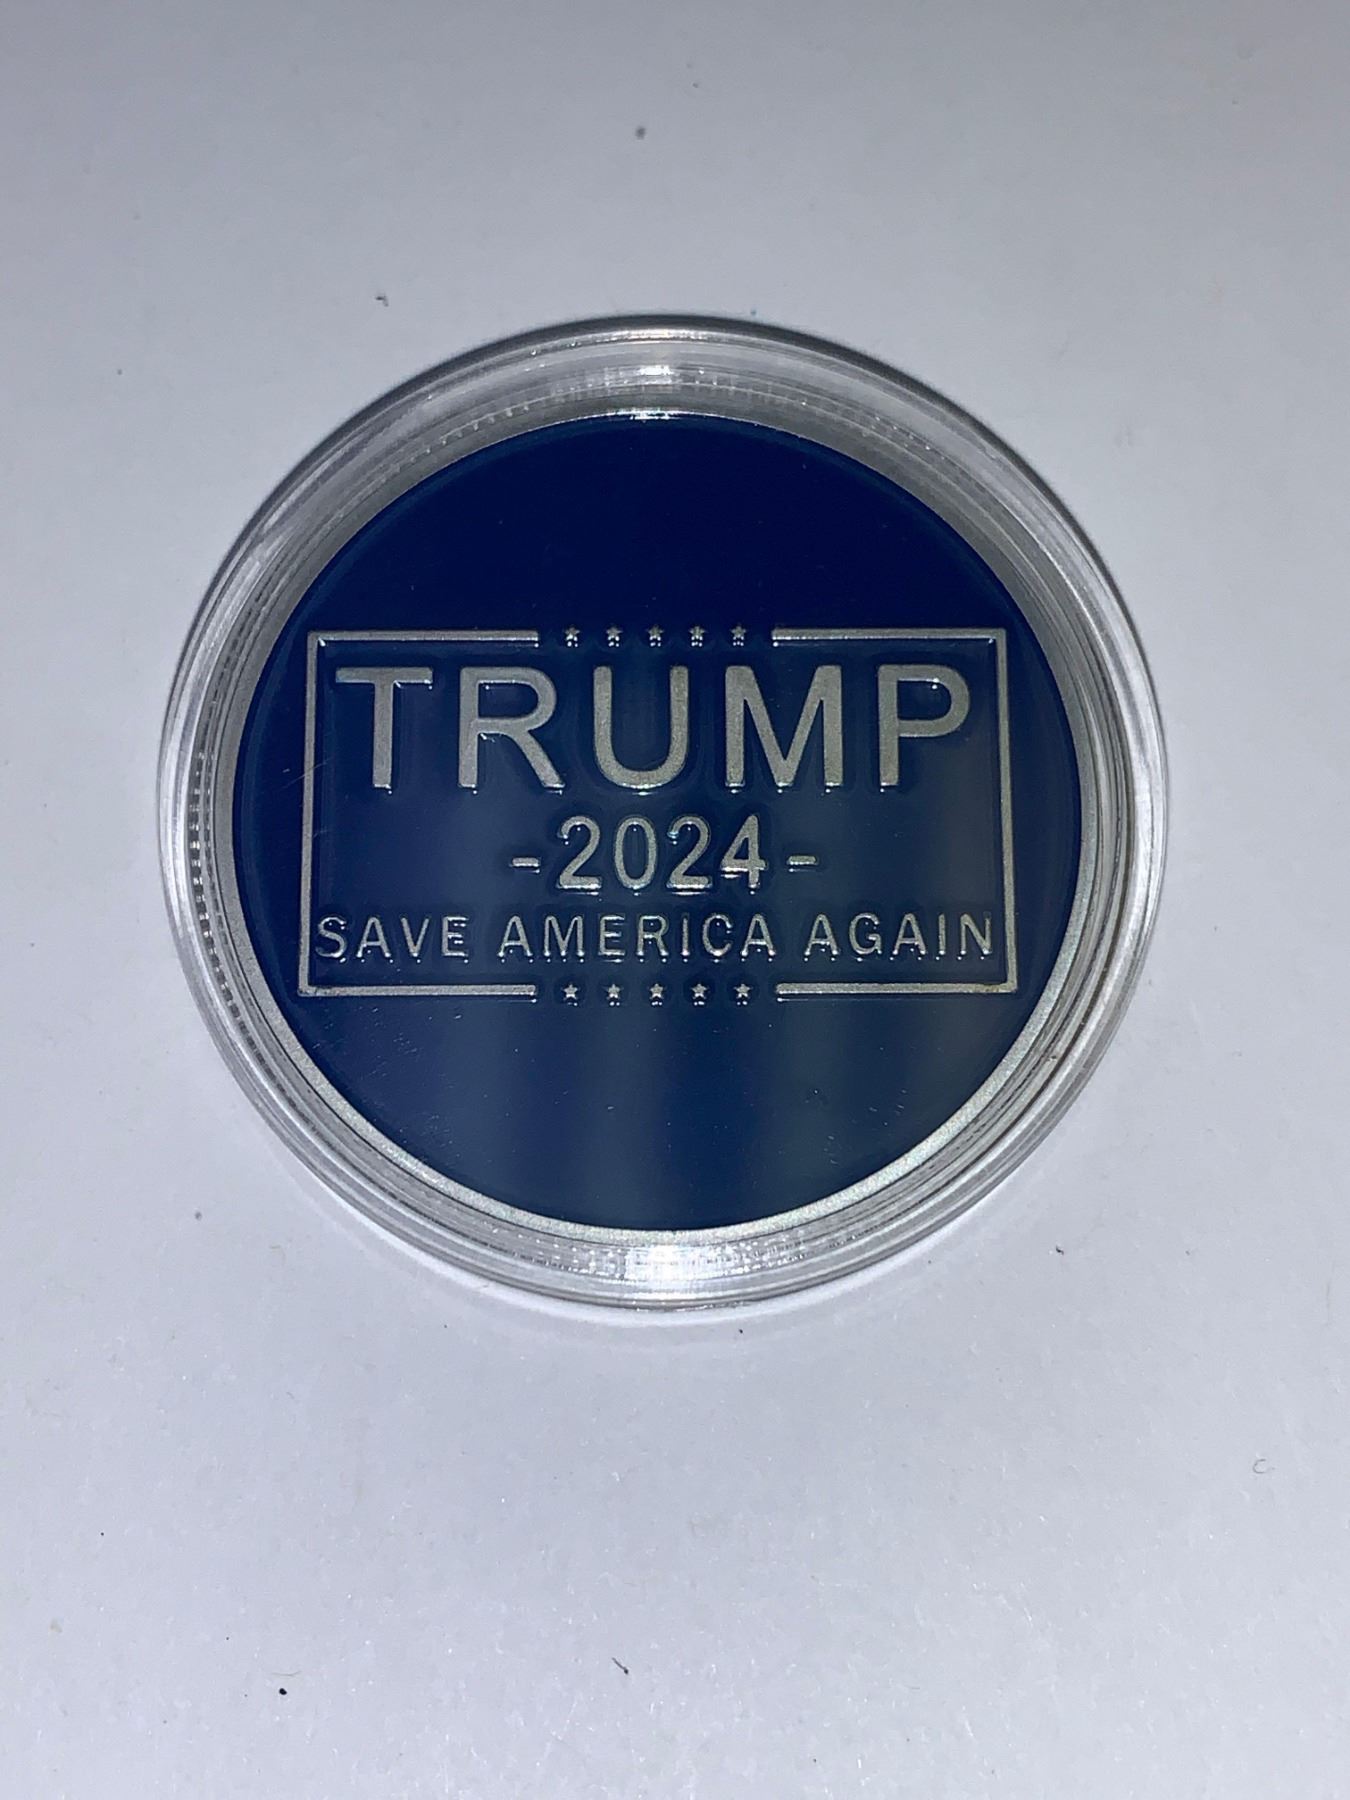 TRUMP
-2024-
SAVE AMERICA AGAIN